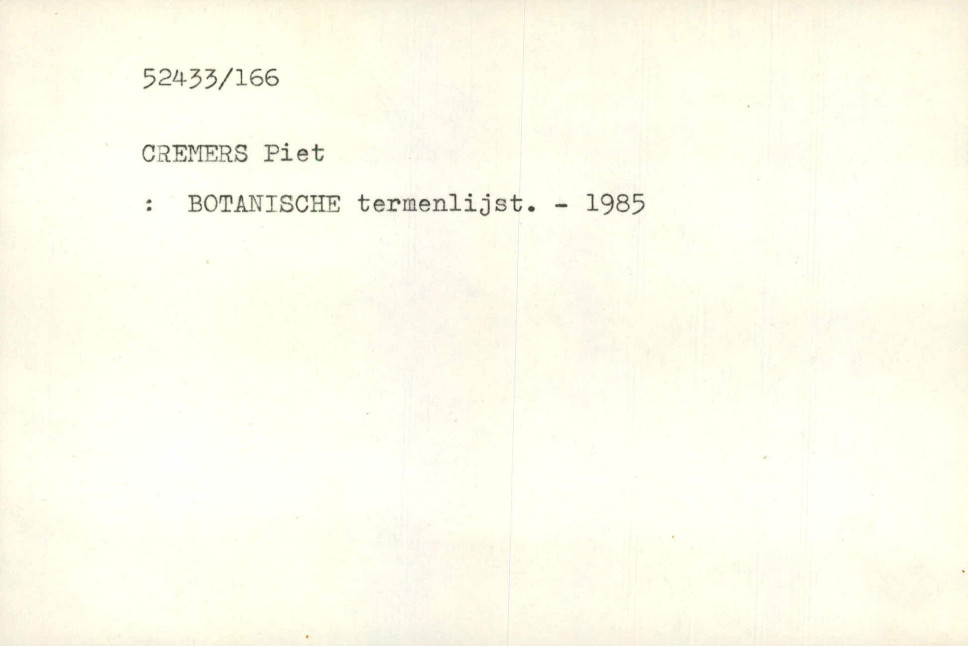 52433/166
CREMERS Piet
: BOTANISCHE termenlijst. - 1985